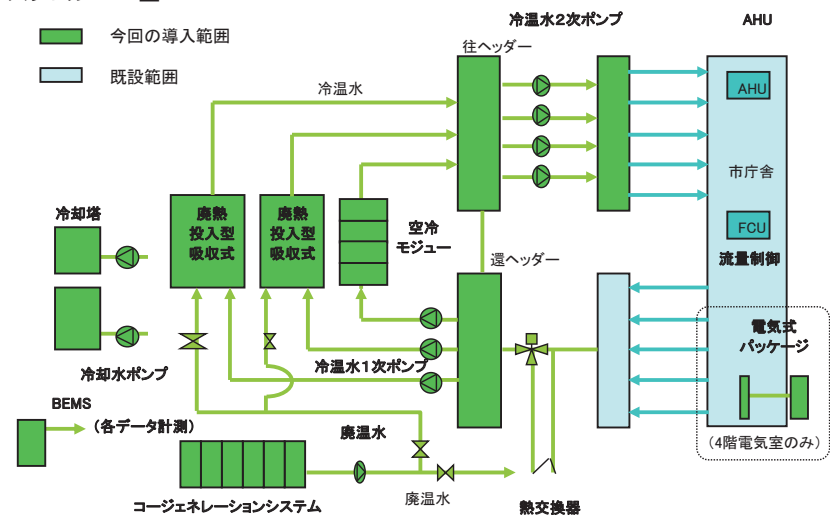 冷温水２次ポンプ
AHU
今回の導入範囲
往ヘッダー
既設範囲
冷温水
AHU
市庁舎
冷却塔
廃熱
投入型
吸収式
廃熱
投入型
吸収式
空冷
モジュー
FCU
流量制御
還ヘッダー
電気式
パッケージ
冷却水ポンプ
冷温水１次ポンプ
BEMS
（各データ計測）
廃温水
（4階電気室のみ）
コージェネレーションシステム
廃温水
熱交換器